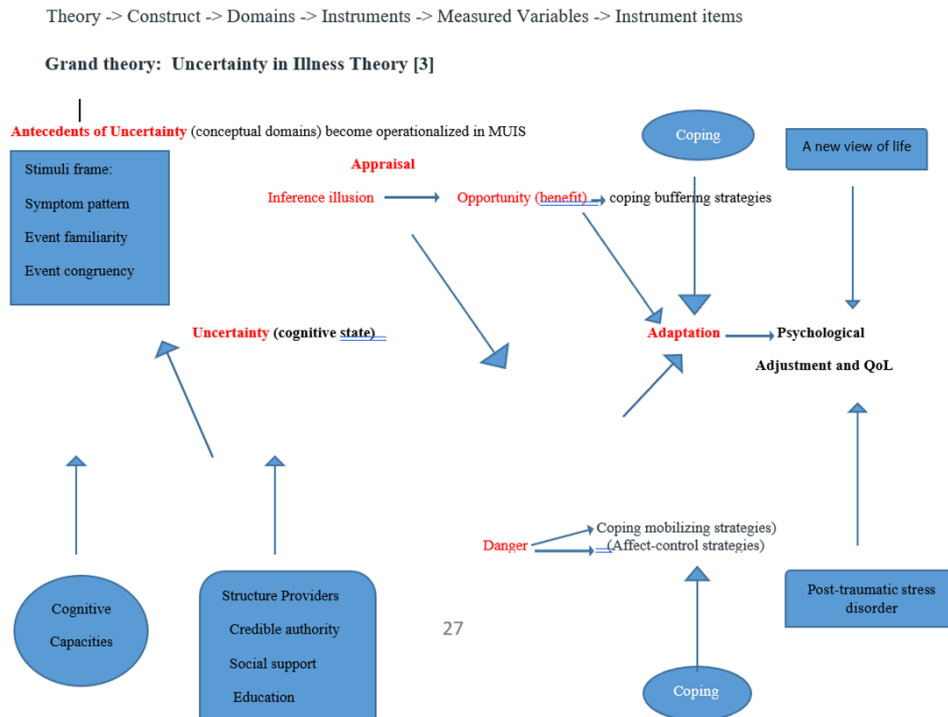 Theory -> Construct -> Domains -> Instruments -> Measured Variables -> Instrument items
Grand theory: Uncertainty in Illness Theory [3]
Antecedents of Uncertainty (conceptual domains) become operationalized in MUIS
Stimuli frame:
Symptom pattern
Event familiarity
Event congruency
Appraisal
Inference illusion
Opportunity (benefit)
coping buffering strategies
Coping
A new view of life
Uncertainty (cognitive state)
Adaptation
Psychological
Adjustment and QoL
Danger
Coping mobilizing strategies)
(Affect-control strategies)
Cognitive
Capacities
Structure Providers
Credible authority
Social support
Education
27
Coping
Post-traumatic stress
disorder